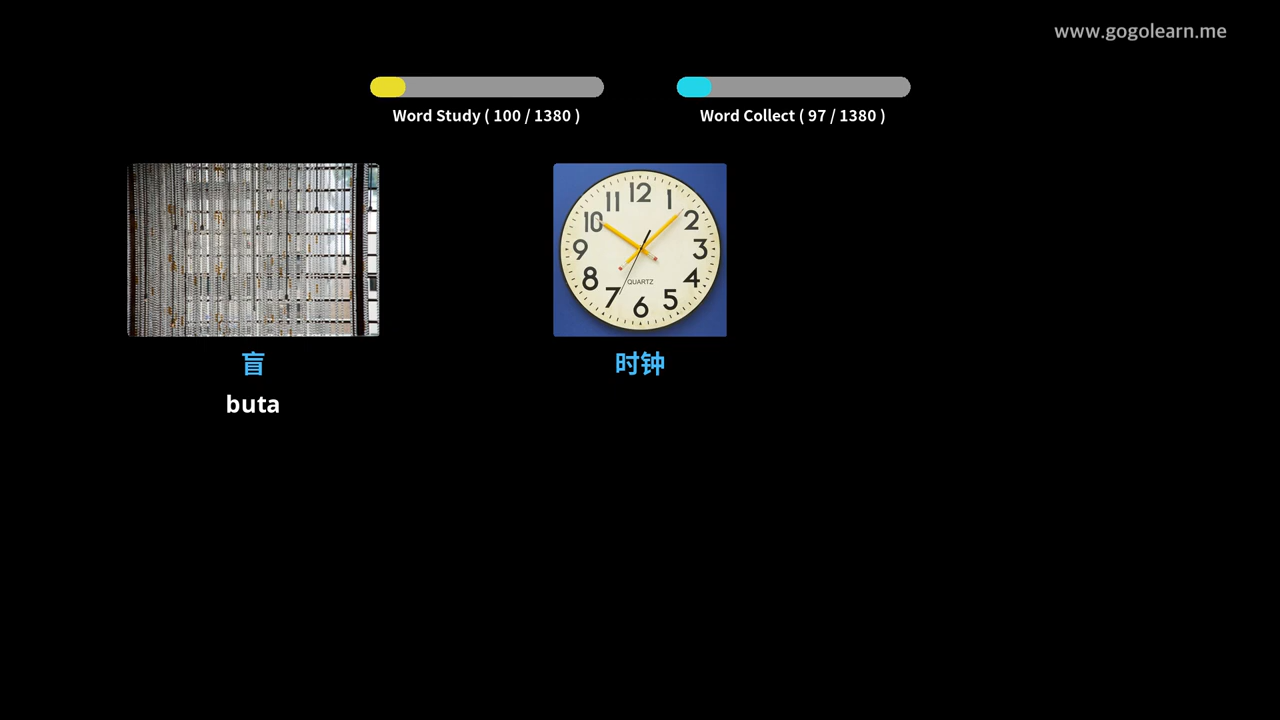 www.gogolearn.me
Word Study ( 100 / 1380 )
Word Collect ( 97 / 1380 )
12
11
1
10
2
9
3
8
4
QUARTZ
7
5
6
盲
时钟
buta